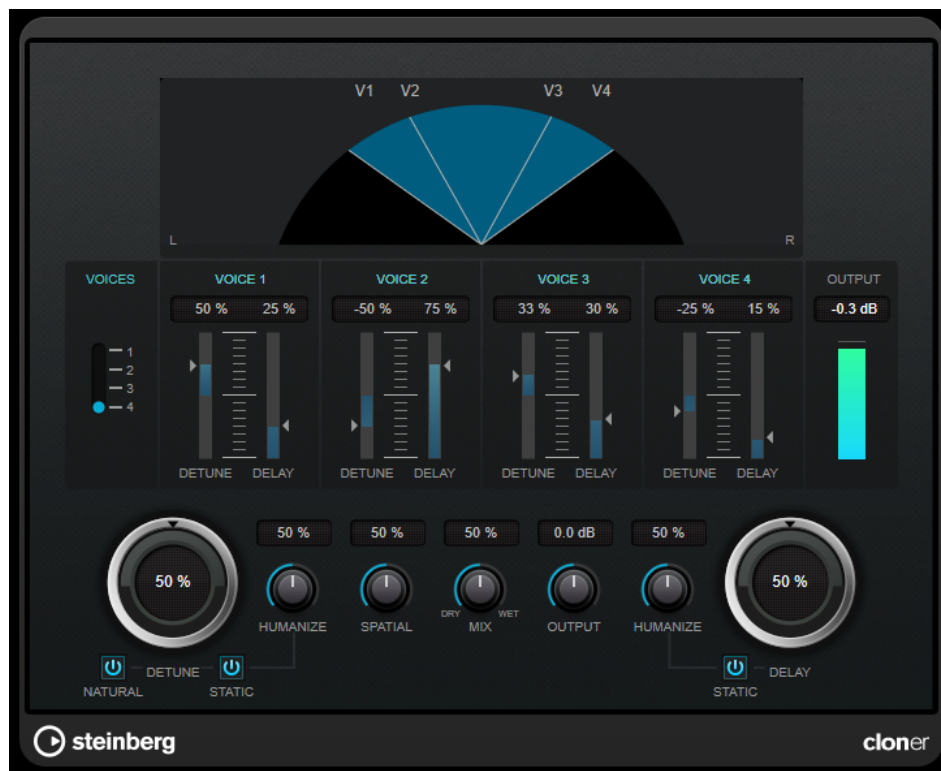 V1 V2 V3 V4
L R
VOICES VOICE 1 VOICE 2 VOICE 3 VOICE 4 OUTPUT
50 % 25 % -50 % 75 % 33 % 30 % -25 % 15 % -0.3 dB
1
2
3
4
DETUNE DELAY DETUNE DELAY DETUNE DELAY DETUNE DELAY
50 % 50 % 50 % 0.0 dB 50 %
50 % 50 %
DRY WET
HUMANIZE SPATIAL MIX OUTPUT HUMANIZE
DETUNE DELAY
NATURAL STATIC STATIC
steinberg cloner